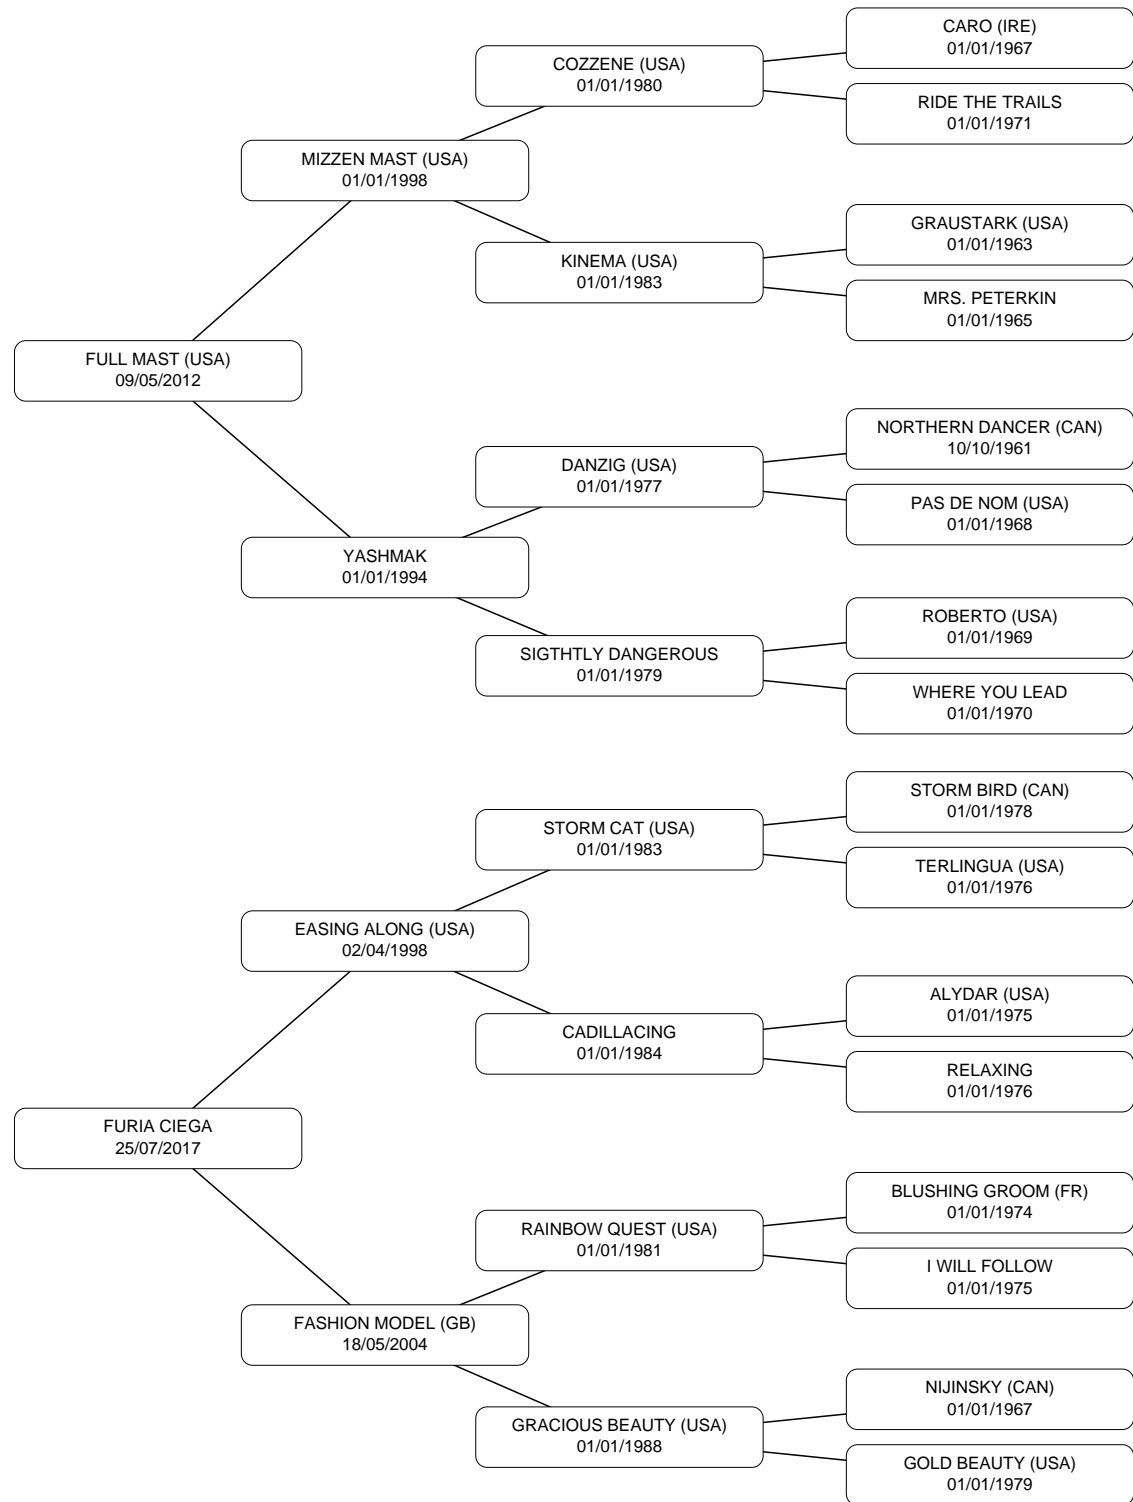 CARO (IRE)
01/01/1967
COZZENE (USA)
01/01/1980
RIDE THE TRAILS
01/01/1971
MIZZEN MAST (USA)
01/01/1998
GRAUSTARK (USA)
01/01/1963
KINEMA (USA)
01/01/1983
MRS. PETERKIN
01/01/1965
FULL MAST (USA)
09/05/2012
NORTHERN DANCER (CAN)
10/10/1961
DANZIG (USA)
01/01/1977
PAS DE NOM (USA)
01/01/1968
YASHMAK
01/01/1994
ROBERTO (USA)
01/01/1969
SIGTHTLY DANGEROUS
01/01/1979
WHERE YOU LEAD
01/01/1970
STORM BIRD (CAN)
01/01/1978
STORM CAT (USA)
01/01/1983
TERLINGUA (USA)
01/01/1976
EASING ALONG (USA)
02/04/1998
ALYDAR (USA)
01/01/1975
CADILLACING
01/01/1984
RELAXING
01/01/1976
FURIA CIEGA
25/07/2017
BLUSHING GROOM (FR)
01/01/1974
RAINBOW QUEST (USA)
01/01/1981
I WILL FOLLOW
01/01/1975
FASHION MODEL (GB)
18/05/2004
NIJINSKY (CAN)
01/01/1967
GRACIOUS BEAUTY (USA)
01/01/1988
GOLD BEAUTY (USA)
01/01/1979